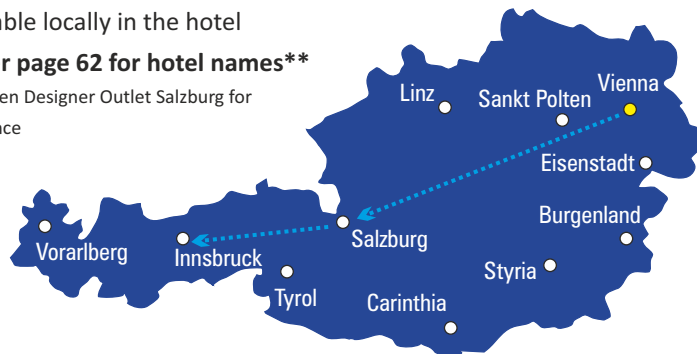 able locally in the hotel
r page 62 for hotel names**
en Designer Outlet Salzburg for
nce
Linz
Sankt Polten
Vienna
Eisenstadt
Burgenland
Salzburg
Vorarlberg
Innsbruck
Styria
Tyrol
Carinthia